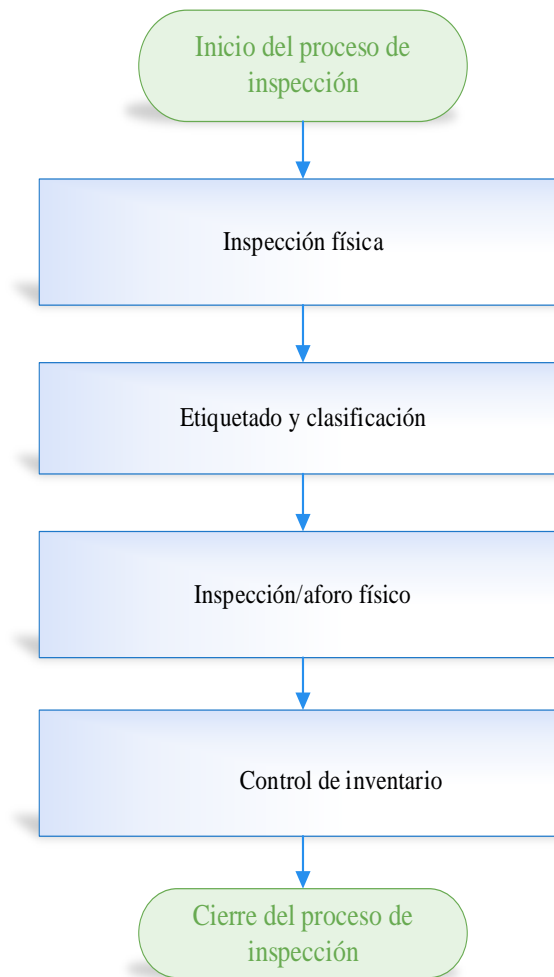 Inicio del proceso de
inspección
Inspección física
Etiquetado y clasificación
Inspección/aforo físico
Control de inventario
Cierre del proceso de
inspección